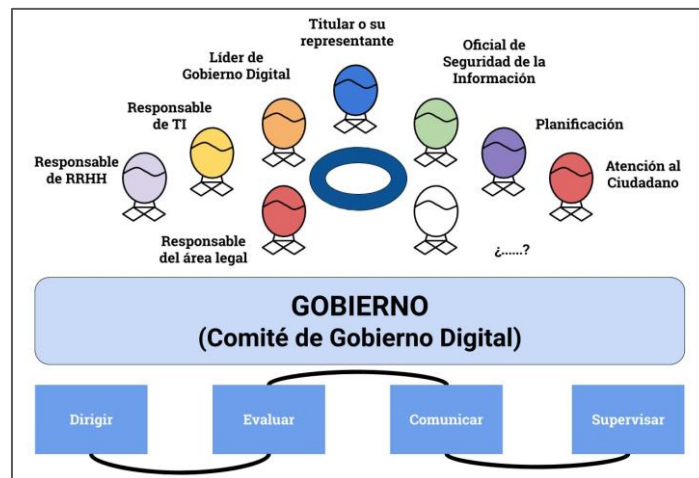 Titular o su
representante
Líder de
Gobierno Digital
Oficial de
Seguridad de la
Información
Responsable
de TI
Planificación
Responsable
de RRHH
Atención al
Ciudadano
Responsable
del área legal
¿......?
GOBIERNO
(Comité de Gobierno Digital)
Dirigir
Evaluar
Comunicar
Supervisar